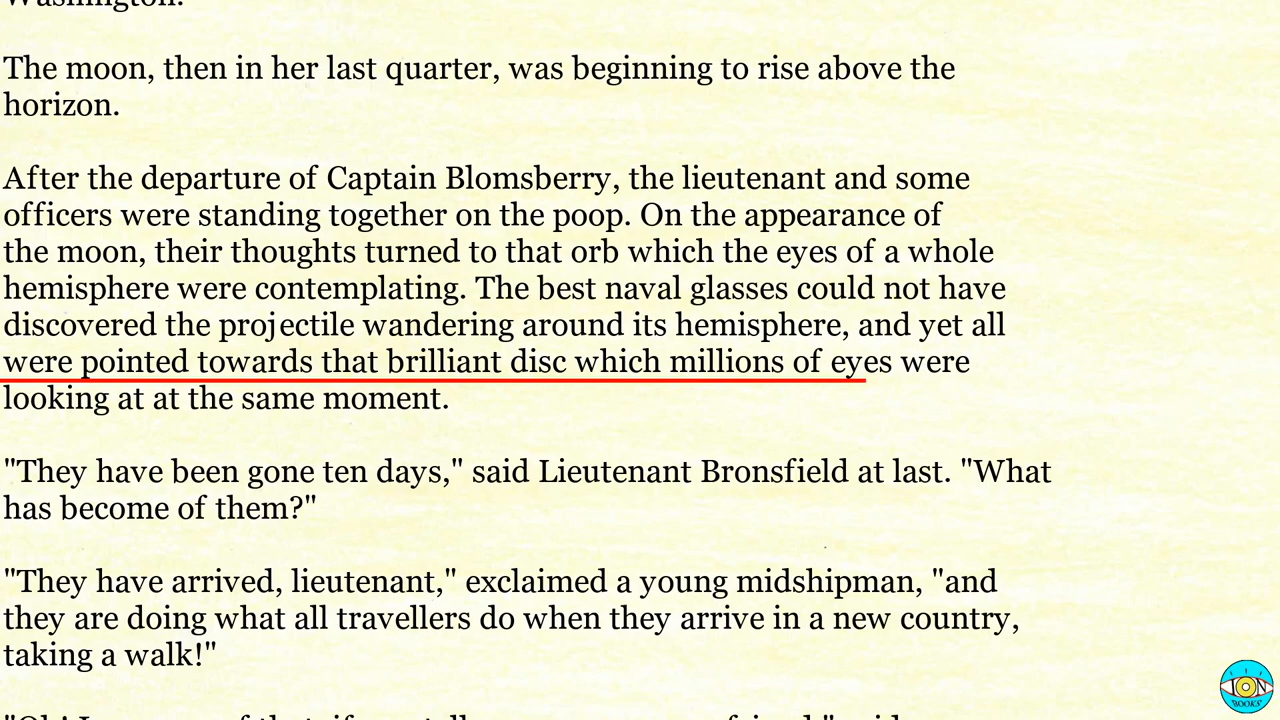 Washington.
The moon, then in her last quarter, was beginning to rise above the
horizon.
After the departure of Captain Blomsberry, the lieutenant and some
officers were standing together on the poop. On the appearance of
the moon, their thoughts turned to that orb which the eyes of a whole
hemisphere were contemplating. The best naval glasses could not have
discovered the projectile wandering around its hemisphere, and yet all
were pointed towards that brilliant disc which millions of eyes were
looking at at the same moment.
"They have been gone ten days," said Lieutenant Bronsfield at last. "What
has become of them?"
"They have arrived, lieutenant," exclaimed a young midshipman, "and
they are doing what all travellers do when they arrive in a new country,
taking a walk!"
ION
BOOKS